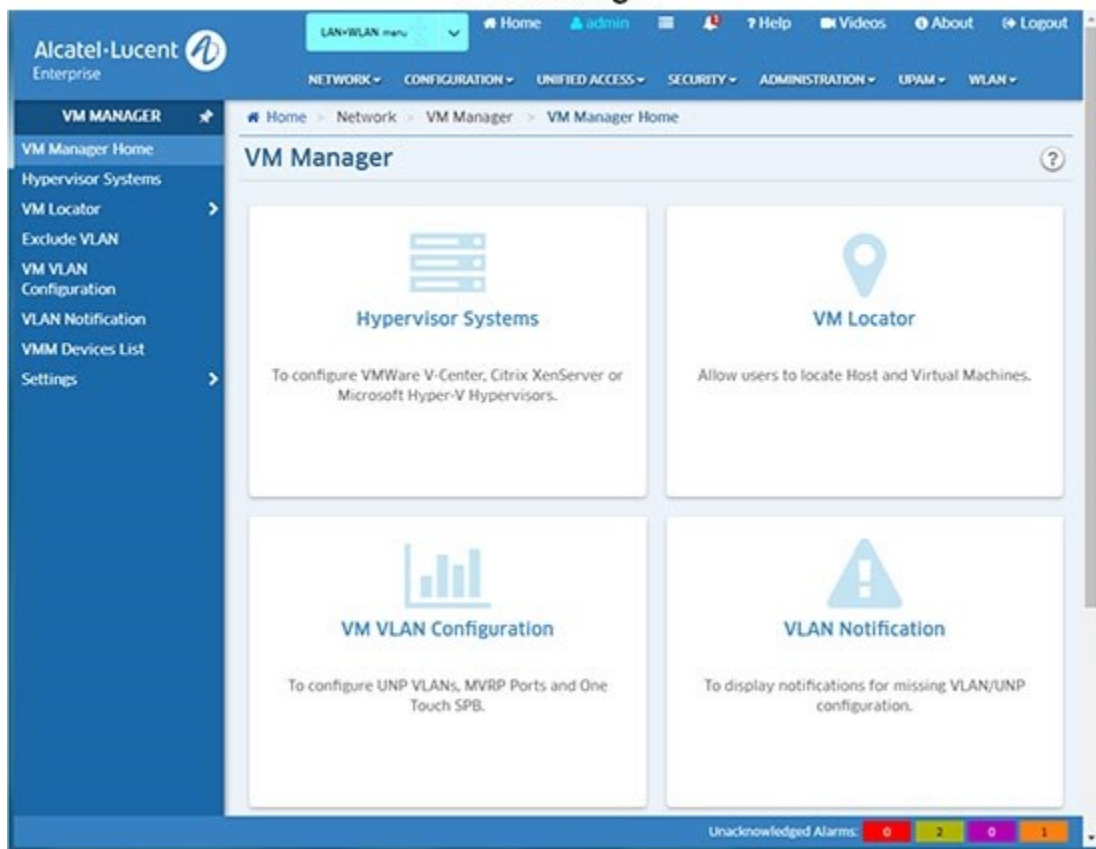 LAN+WLAN menu
Home admin ? Help Videos About Logout
Alcatel·Lucent
Enterprise
NETWORK CONFIGURATION UNIFIED ACCESS SECURITY ADMINISTRATION UPAM WLAN
VM MANAGER
Home > Network > VM Manager > VM Manager Home
VM Manager Home
Hypervisor Systems
VM Locator
Exclude VLAN
VM VLAN
Configuration
VLAN Notification
VMM Devices List
Settings
VM Manager
?
Hypervisor Systems
To configure VMWare V-Center, Citrix XenServer or
Microsoft Hyper-V Hypervisors.
VM Locator
Allow users to locate Host and Virtual Machines.
VM VLAN Configuration
To configure UNP VLANs, MVRP Ports and One
Touch SPB.
VLAN Notification
To display notifications for missing VLAN/UNP
configuration.
Unacknowledged Alarms: 0 2 0 1